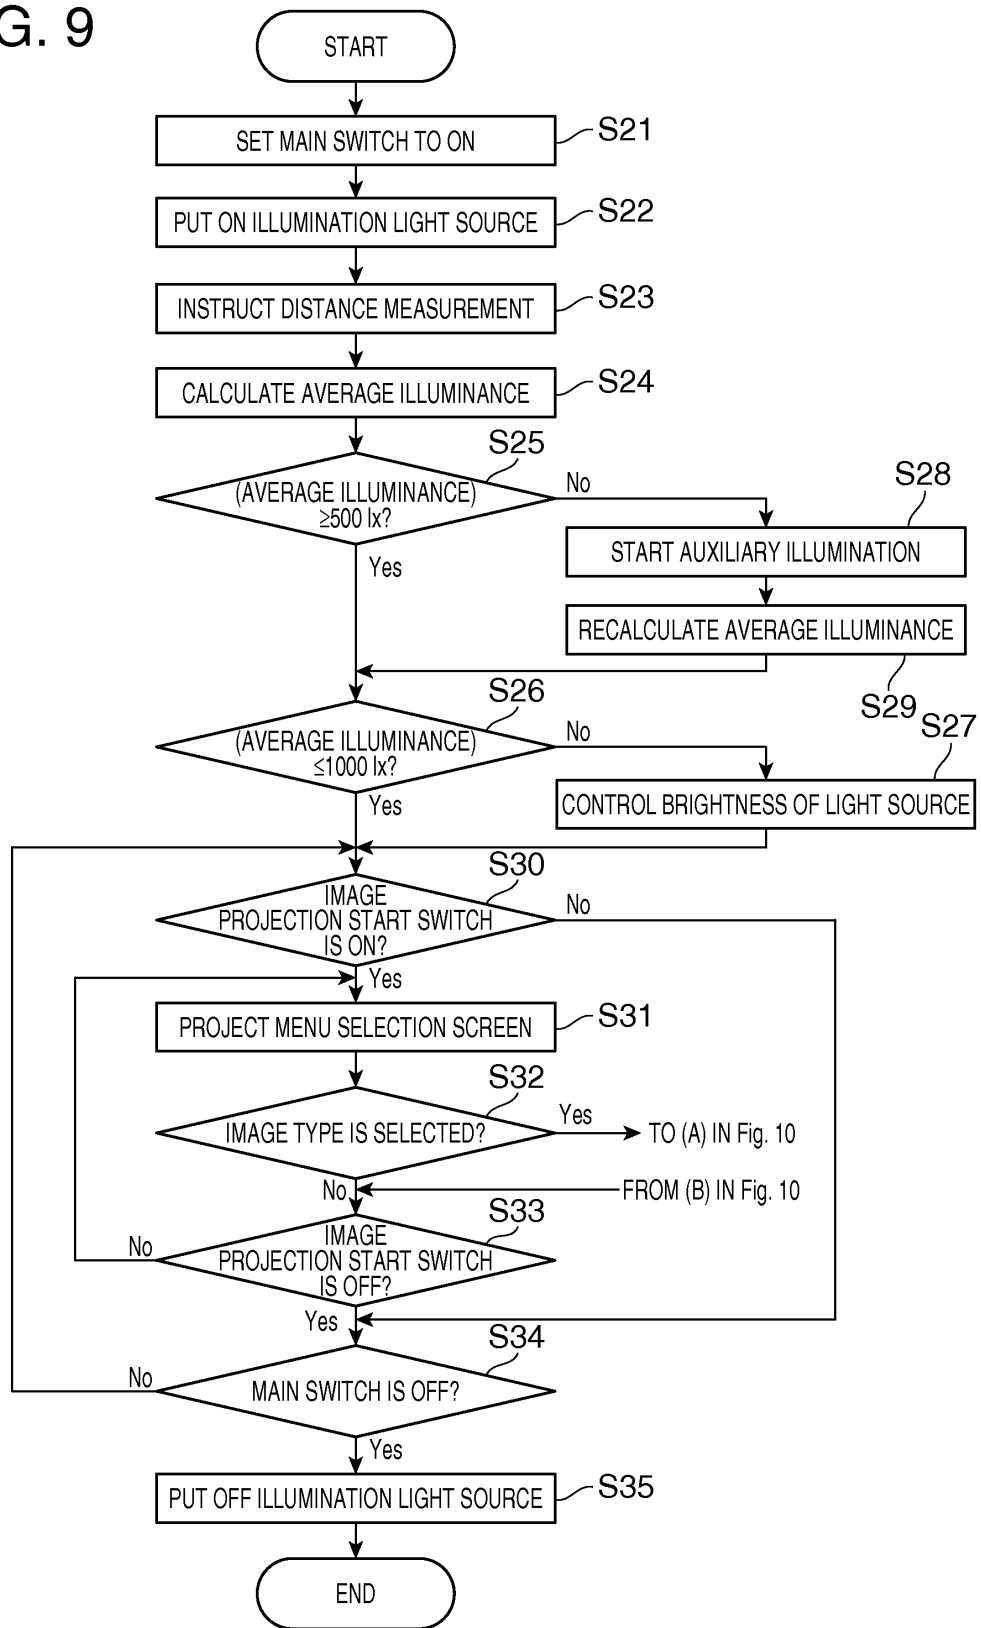 G. 9
START
SET MAIN SWITCH TO ON
S21
PUT ON ILLUMINATION LIGHT SOURCE
S22
INSTRUCT DISTANCE MEASUREMENT
S23
CALCULATE AVERAGE ILLUMINANCE
S24
S25
(AVERAGE ILLUMINANCE)
≥500 lx?
No
Yes
S28
START AUXILIARY ILLUMINATION
RECALCULATE AVERAGE ILLUMINANCE
S29
S26
(AVERAGE ILLUMINANCE)
≤1000 lx?
No
Yes
S27
CONTROL BRIGHTNESS OF LIGHT SOURCE
S30
IMAGE
PROJECTION START SWITCH
IS ON?
No
Yes
PROJECT MENU SELECTION SCREEN
S31
S32
IMAGE TYPE IS SELECTED?
Yes
TO (A) IN Fig. 10
No
FROM (B) IN Fig. 10
S33
IMAGE
PROJECTION START SWITCH
IS OFF?
No
Yes
S34
MAIN SWITCH IS OFF?
No
Yes
PUT OFF ILLUMINATION LIGHT SOURCE
S35
END